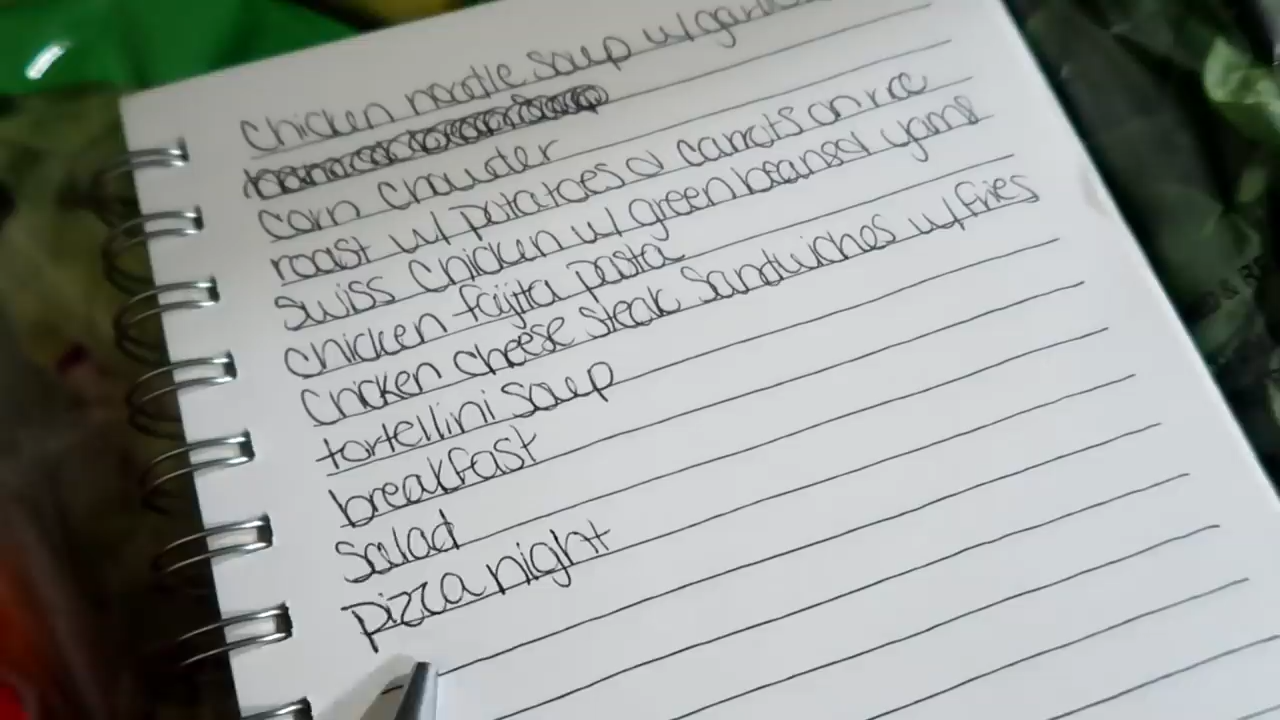 Chicken noodle soup w/
corn chouder
roast w/ potatoes & carrots on rice
Swiss Chicken w/ green beans & yams
chicken fajita pasta
Chicken cheese steak sandwiches w/ fries
tortellini soup
breakfast
Salad
pizza night